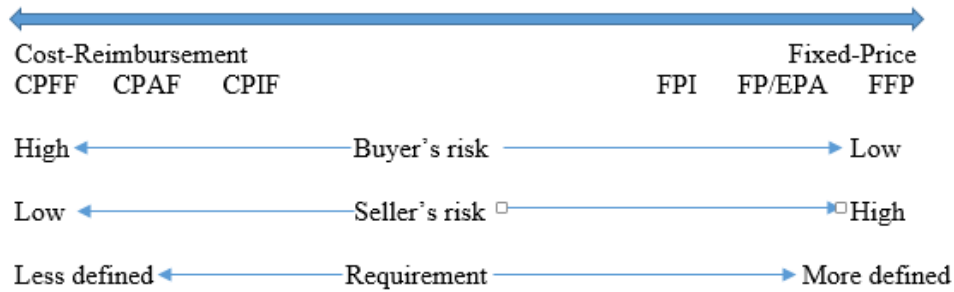 Cost-Reimbursement Fixed-Price
CPFF CPAF CPIF FPI FP/EPA FFP
High Buyer’s risk Low
Low Seller’s risk High
Less defined Requirement More defined